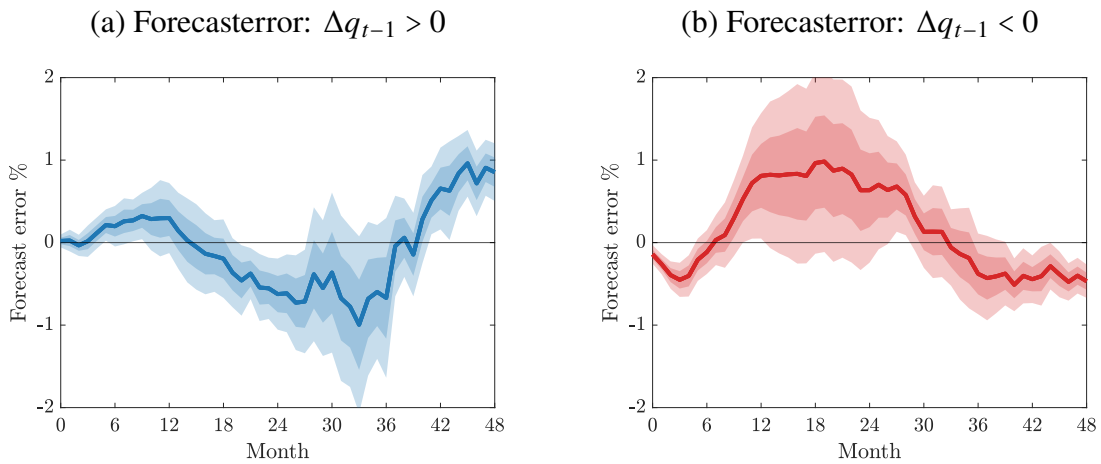 (a) Forecasterror: Δq_{t−1} > 0
2
1
0
-1
-2
Forecast error %
0 6 12 18 24 30 36 42 48
Month
(b) Forecasterror: Δq_{t−1} < 0
2
1
0
-1
-2
Forecast error %
0 6 12 18 24 30 36 42 48
Month